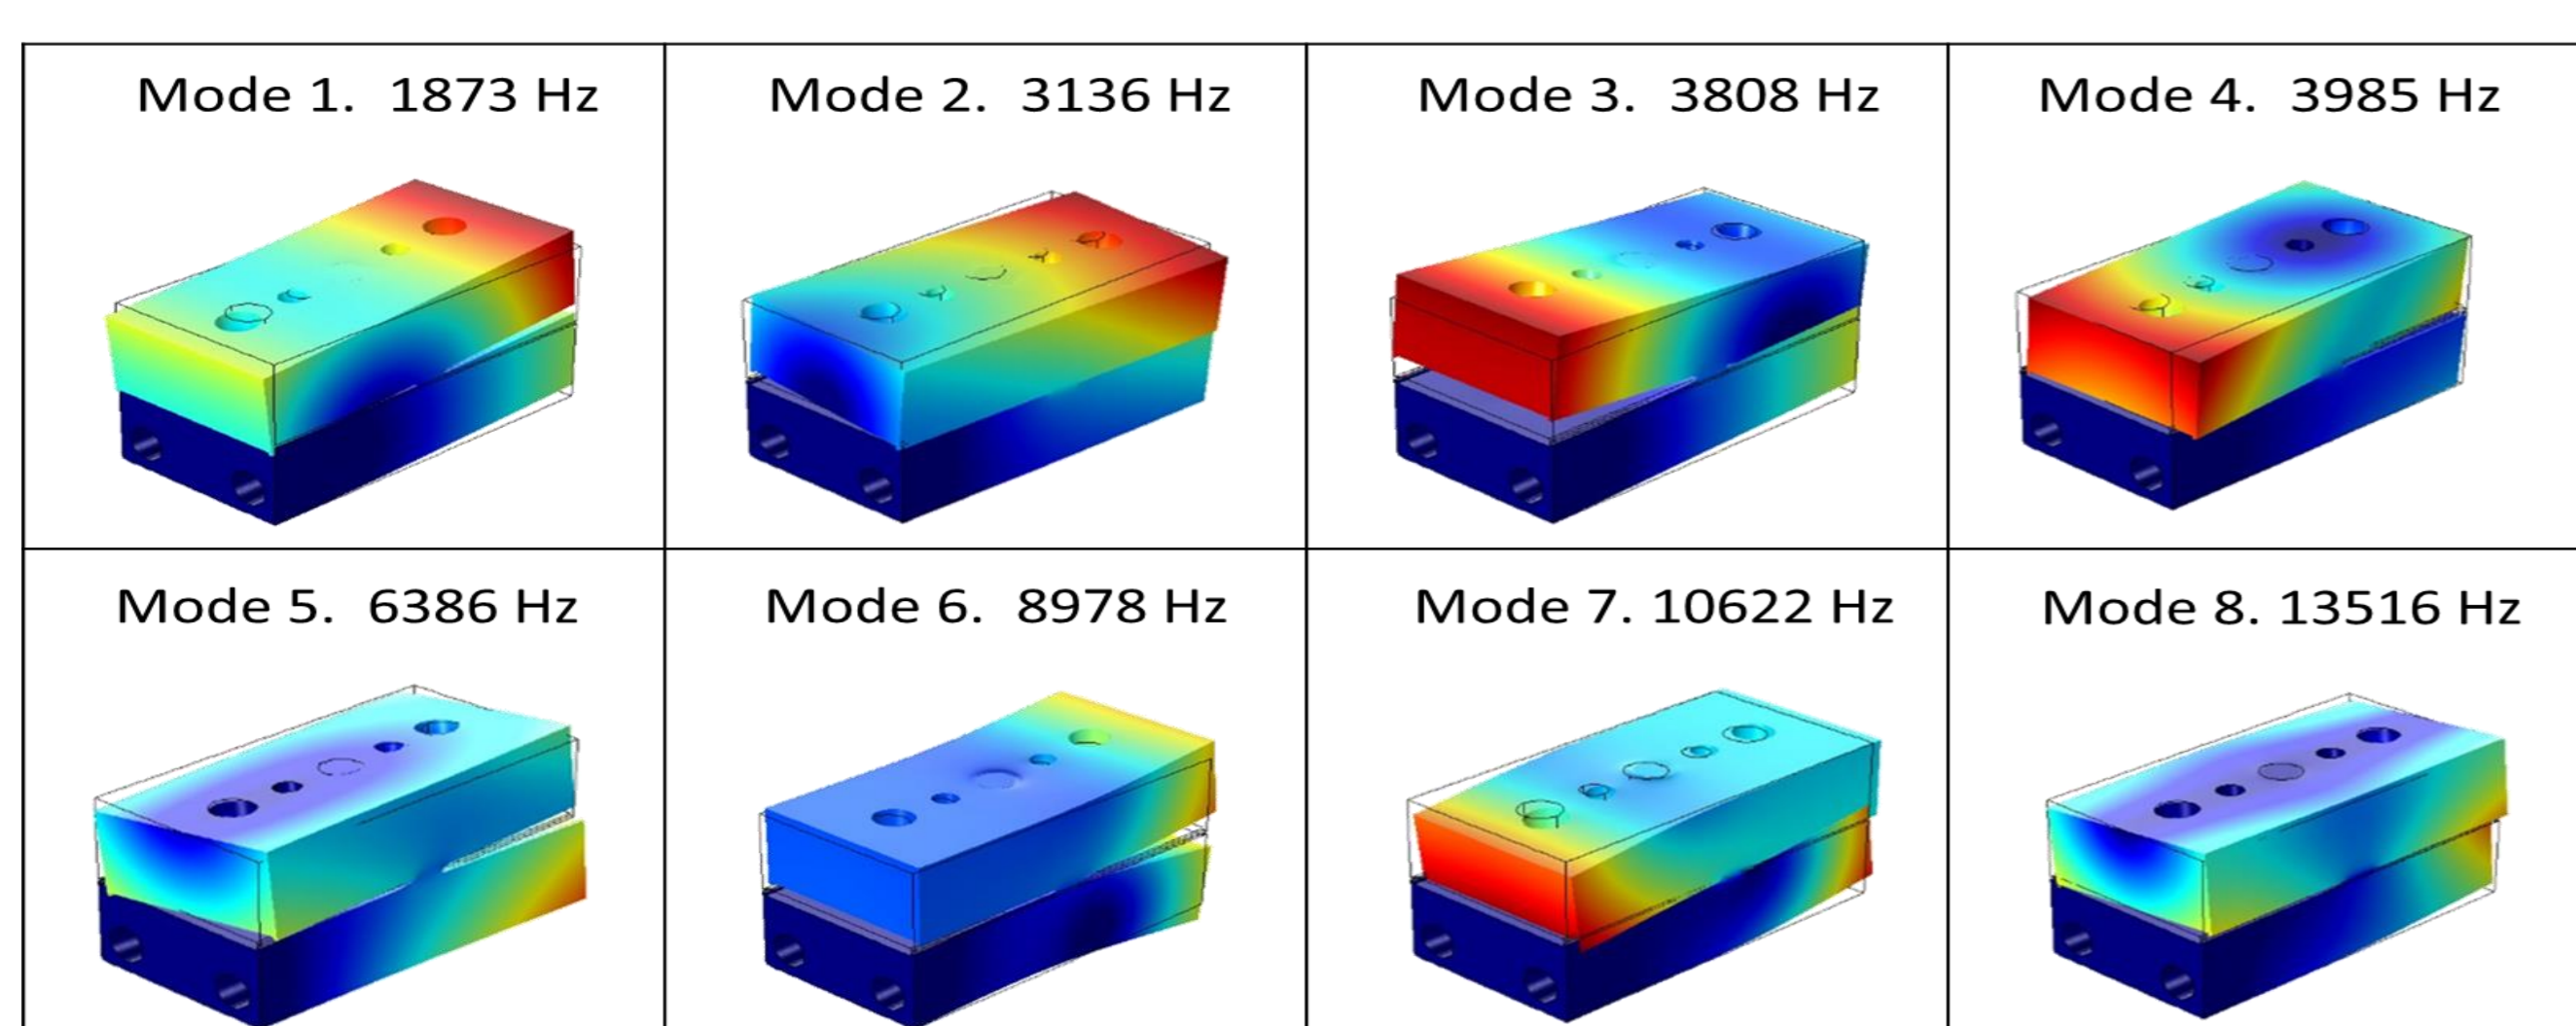 Mode 1.  1873 Hz
Mode 2.  3136 Hz
Mode 3.  3808 Hz
Mode 4.  3985 Hz
Mode 5.  6386 Hz
Mode 6.  8978 Hz
Mode 7. 10622 Hz
Mode 8. 13516 Hz